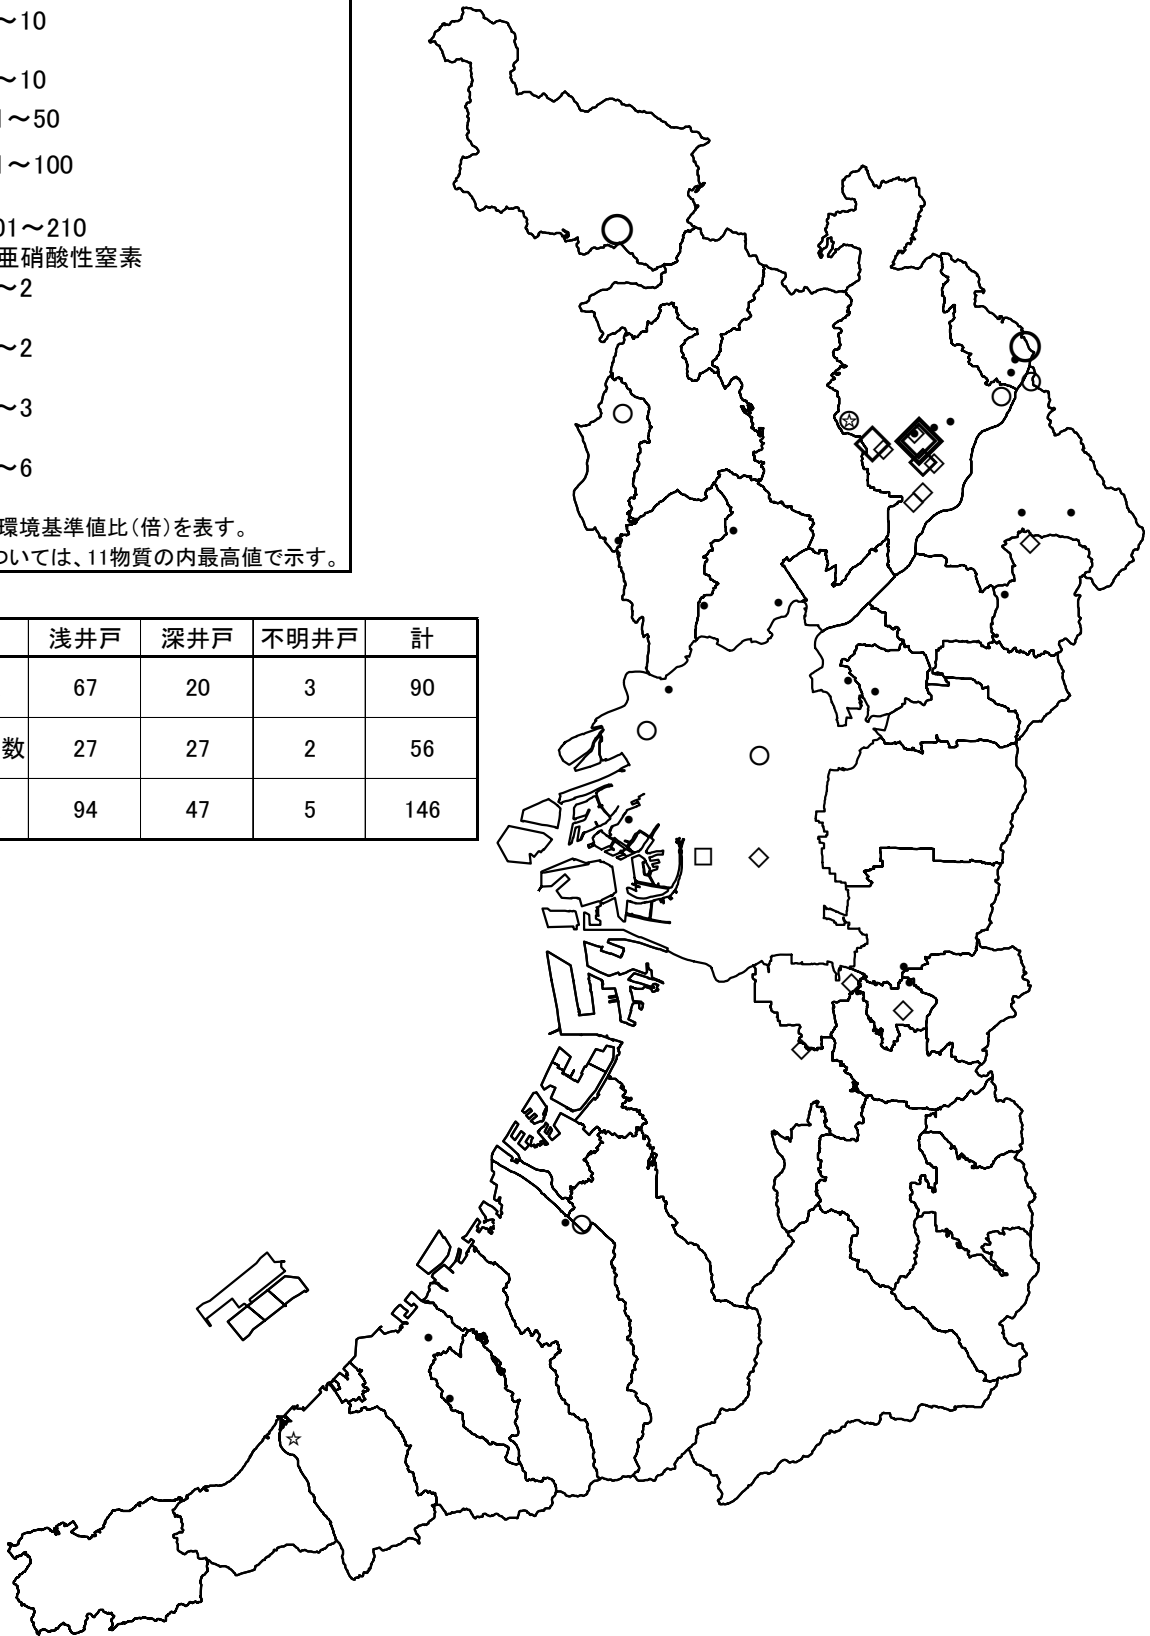 ～10
～10
～50
～100
01～210
亜硝酸性窒素
～2
～2
～3
～6
環境基準値比（倍）を表す。
ついては、11物質の内最高値で示す。
浅井戸 深井戸 不明井戸 計
67 20 3 90
数 27 27 2 56
94 47 5 146